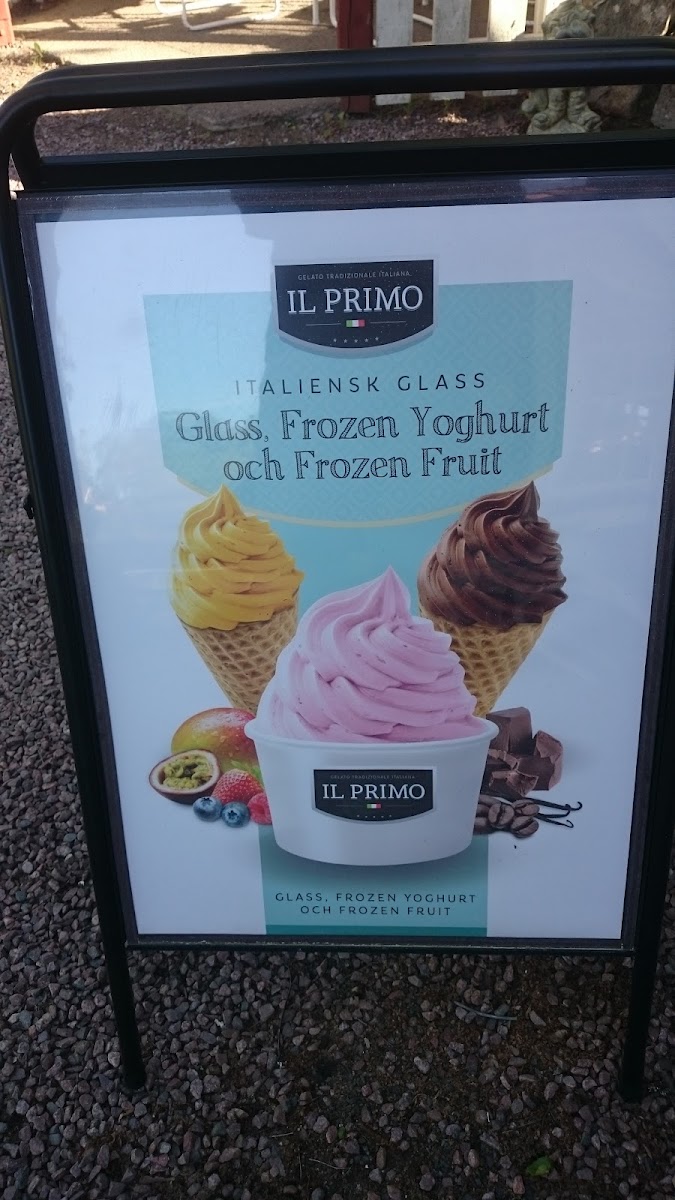 GELATO TRADIZIONALE ITALIANA
IL PRIMO
ITALIENSK GLASS
Glass, Frozen Yoghurt
och Frozen Fruit
GELATO TRADIZIONALE ITALIANA
IL PRIMO
GLASS, FROZEN YOGHURT
OCH FROZEN FRUIT